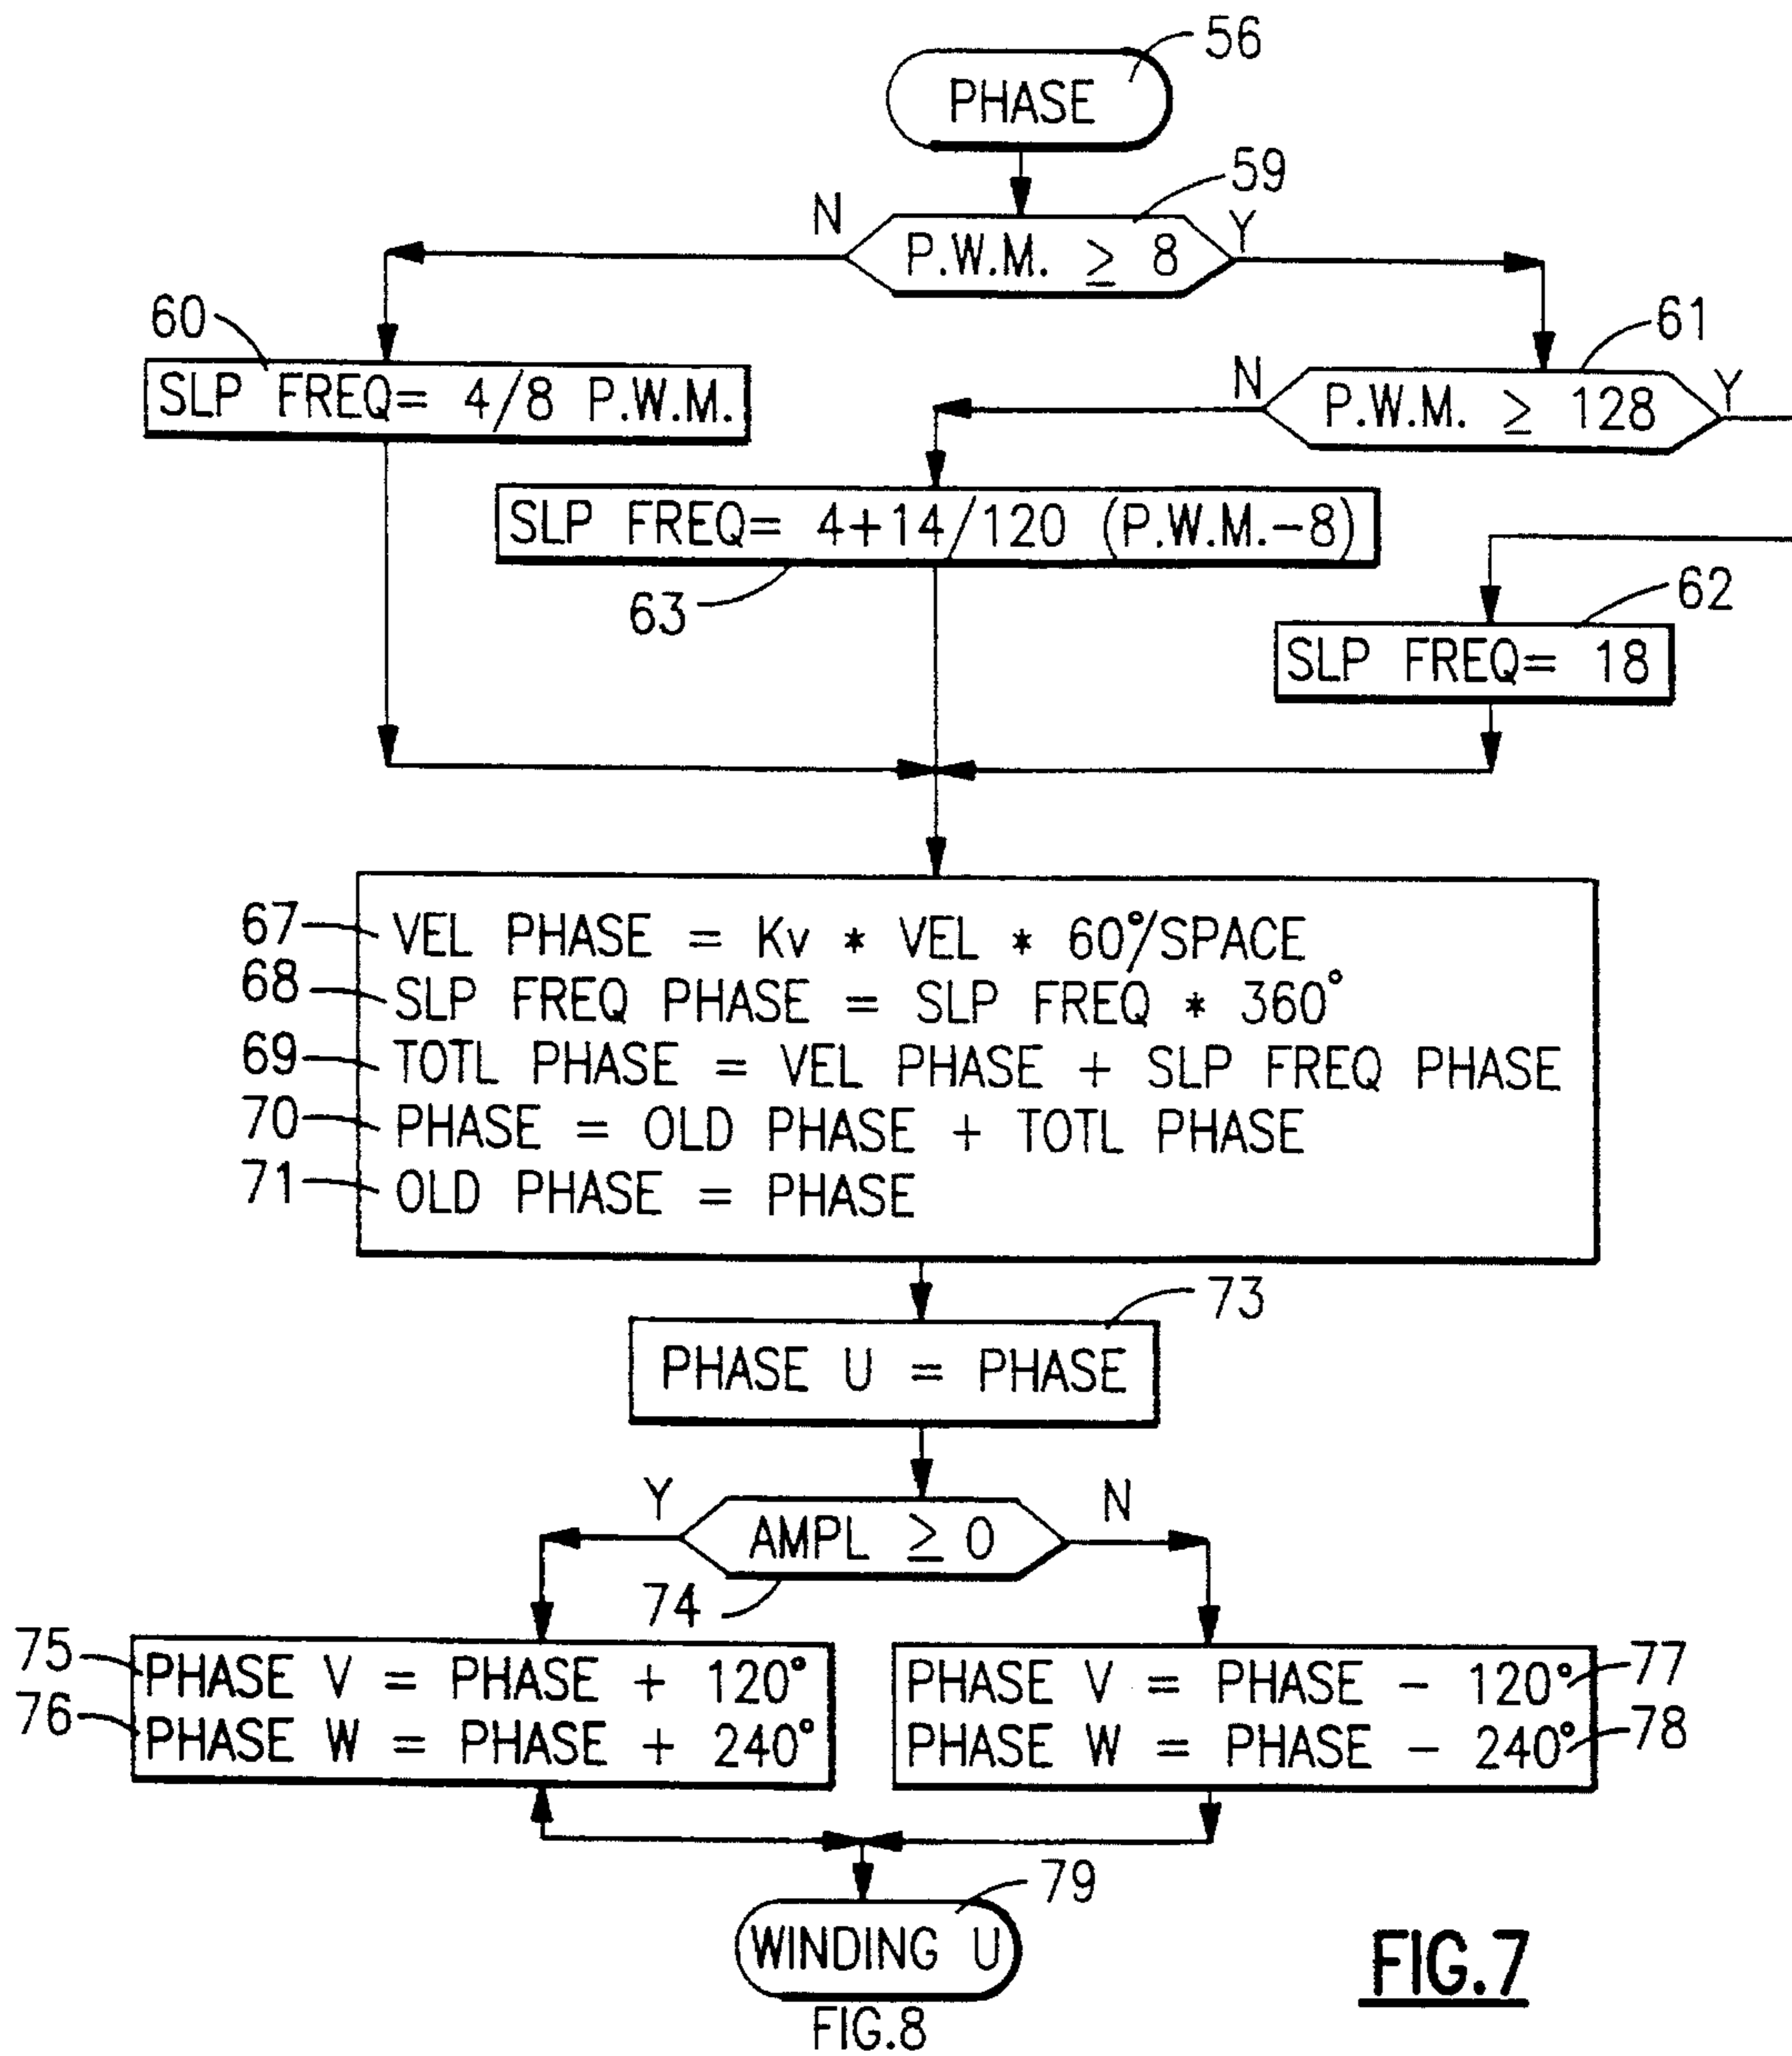 56
PHASE
59
N
P.W.M. ≥ 8
Y
60
61
SLP FREQ= 4/8 P.W.M.
N
P.W.M. ≥ 128
Y
SLP FREQ= 4+14/120 (P.W.M.-8)
63
62
SLP FREQ= 18
67 VEL PHASE = Kv * VEL * 60°/SPACE
68 SLP FREQ PHASE = SLP FREQ * 360°
69 TOTL PHASE = VEL PHASE + SLP FREQ PHASE
70 PHASE = OLD PHASE + TOTL PHASE
71 OLD PHASE = PHASE
73
PHASE U = PHASE
Y
AMPL ≥ 0
N
74
75 PHASE V = PHASE + 120°
76 PHASE W = PHASE + 240°
PHASE V = PHASE - 120° 77
PHASE W = PHASE - 240° 78
79
WINDING U
FIG.8
FIG.7